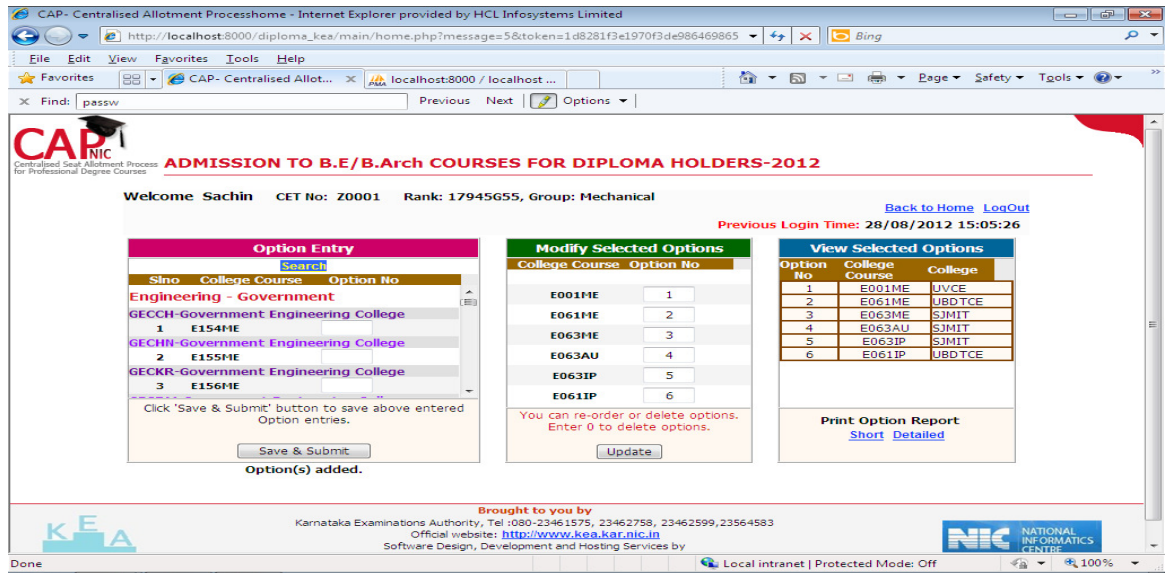 CAP- Centralised Allotment Processhome - Internet Explorer provided by HCL Infosystems Limited
http://localhost:8000/diploma_kea/main/home.php?message=5&token=1d8281f3e1970f3de986469865
Bing
File Edit View Favorites Tools Help
Favorites
CAP- Centralised Allot...
localhost:8000 / localhost ...
Page Safety Tools
Find: passw
Previous Next Options
CAP
NIC
Centralised Seat Allotment Process
for Professional Degree Courses
ADMISSION TO B.E/B.Arch COURSES FOR DIPLOMA HOLDERS-2012
Welcome Sachin CET No: Z0001 Rank: 17945G55, Group: Mechanical
Back to Home LogOut
Previous Login Time: 28/08/2012 15:05:26
Option Entry
Search
Slno College Course Option No
Engineering - Government
GECCH-Government Engineering College
1 E154ME
GECHN-Government Engineering College
2 E155ME
GECKR-Government Engineering College
3 E156ME
Click 'Save & Submit' button to save above entered
Option entries.
Save & Submit
Option(s) added.
Modify Selected Options
College Course Option No
E001ME 1
E061ME 2
E063ME 3
E063AU 4
E063IP 5
E061IP 6
You can re-order or delete options.
Enter 0 to delete options.
Update
View Selected Options
Option No College Course College
1 E001ME UVCE
2 E061ME UBDTCE
3 E063ME SJMIT
4 E063AU SJMIT
5 E063IP SJMIT
6 E061IP UBDTCE
Print Option Report
Short Detailed
KEA
Brought to you by
Karnataka Examinations Authority, Tel :080-23461575, 23462758, 23462599,23564583
Official website: http://www.kea.kar.nic.in
Software Design, Development and Hosting Services by
NIC NATIONAL
INFORMATICS
CENTRE
Done
Local intranet | Protected Mode: Off
100%